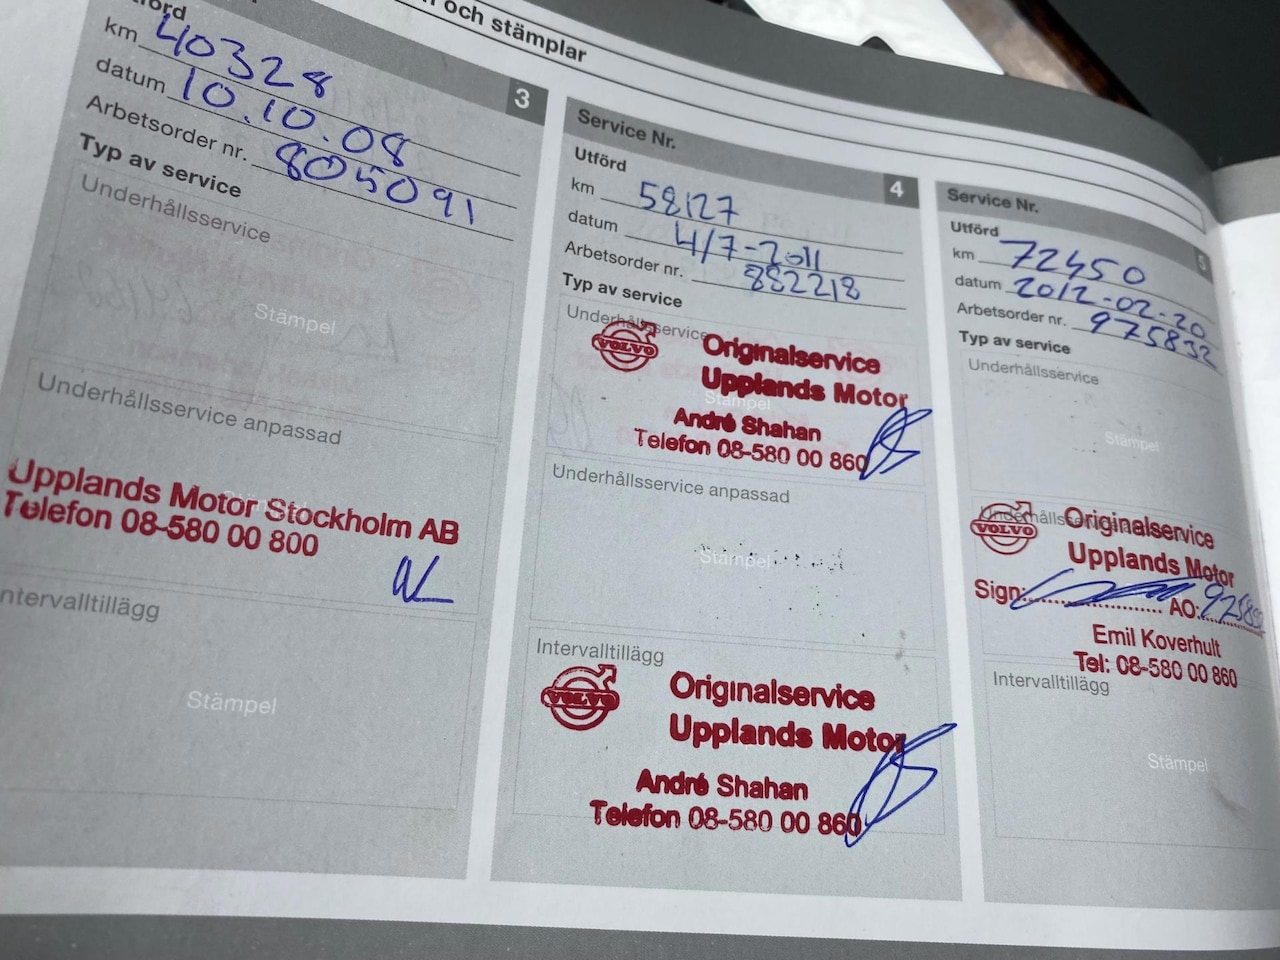 och stämplar
km 40328
datum 10.10.08
Arbetsorder nr. 805091
Typ av service
Underhållsservice
Stämpel
Underhållsservice anpassad
Upplands Motor Stockholm AB
Telefon 08-580 00 800
Intervalltillägg
Stämpel
3
Service Nr.
4
Utförd
km 58127
datum 4/7-2011
Arbetsorder nr. 882218
Typ av service
Underhållsservice
VOLVO
Originalservice
Upplands Motor
Stämpel
André Shahan
Telefon 08-580 00 860
Underhållsservice anpassad
Stämpel
Intervalltillägg
VOLVO
Originalservice
Upplands Motor
André Shahan
Telefon 08-580 00 860
Service Nr.
5
Utförd
km 72450
datum 2012-02-20
Arbetsorder nr. 975832
Typ av service
Underhållsservice
Stämpel
VOLVO
Originalservice
Upplands Motor
Sign: AO:
Emil Koverhult
Tel: 08-580 00 860
Intervalltillägg
Stämpel